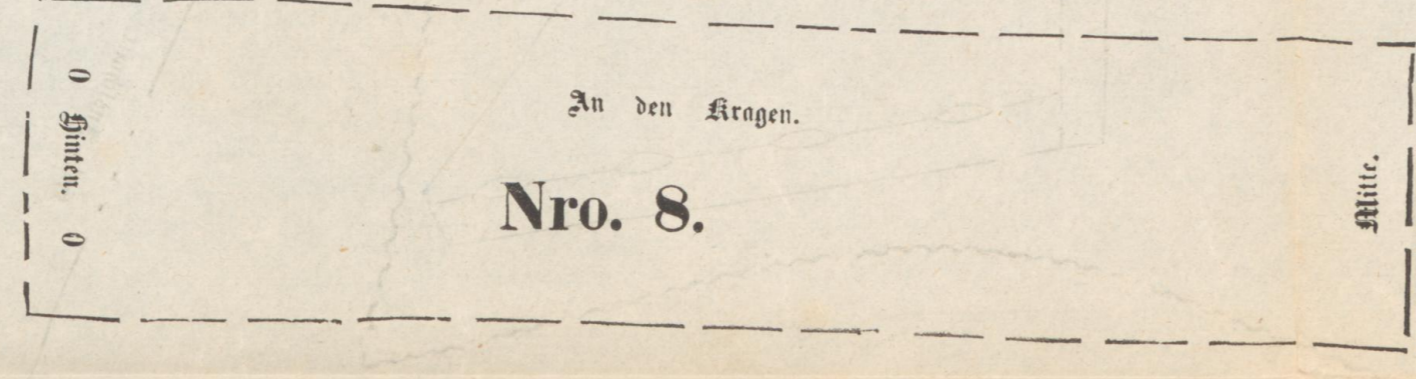 0 Hinten. 0
An den Kragen.
Nro. 8.
Mitte.